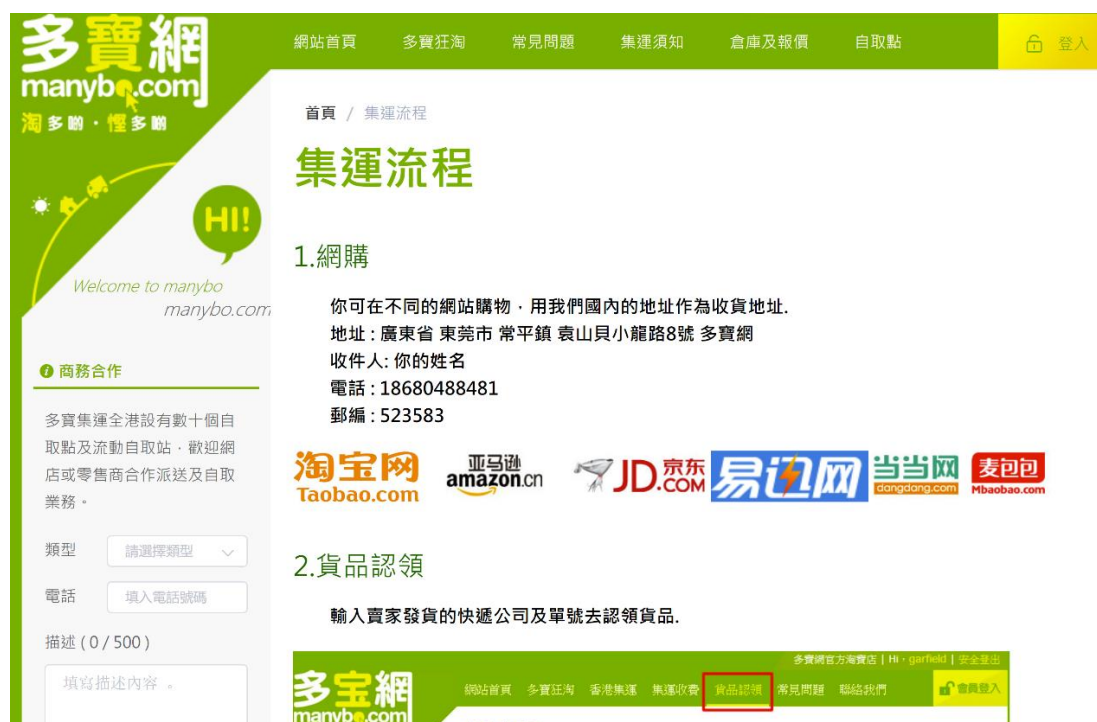 多寶網
manybo.com
淘多啲·慳多啲
網站首頁 多寶狂淘 常見問題 集運須知 倉庫及報價 自取點 登入
首頁 / 集運流程
集運流程
HI!
Welcome to manybo
manybo.com
商務合作
多寶集運全港設有數十個自
取點及流動自取站，歡迎網
店或零售商合作派送及自取
業務。
類型 請選擇類型
電話 填入電話號碼
描述 ( 0 / 500 )
填寫描述內容 。
1.網購
你可在不同的網站購物，用我們國內的地址作為收貨地址.
地址 : 廣東省 東莞市 常平鎮 袁山貝小龍路8號 多寶網
收件人: 你的姓名
電話 : 18680488481
郵編 : 523583
淘宝网
Taobao.com
亚马逊
amazon.cn
JD.京东
.COM
易迅网
当当网
dangdang.com
麦包包
Mbaobao.com
2.貨品認領
輸入賣家發貨的快遞公司及單號去認領貨品.
多寶網官方淘寶店 | Hi，garfield | 安全登出
多宝網
manybo.com
網站首頁 多寶狂淘 香港集運 集運收費 貨品認領 常見問題 聯絡我們 會員登入